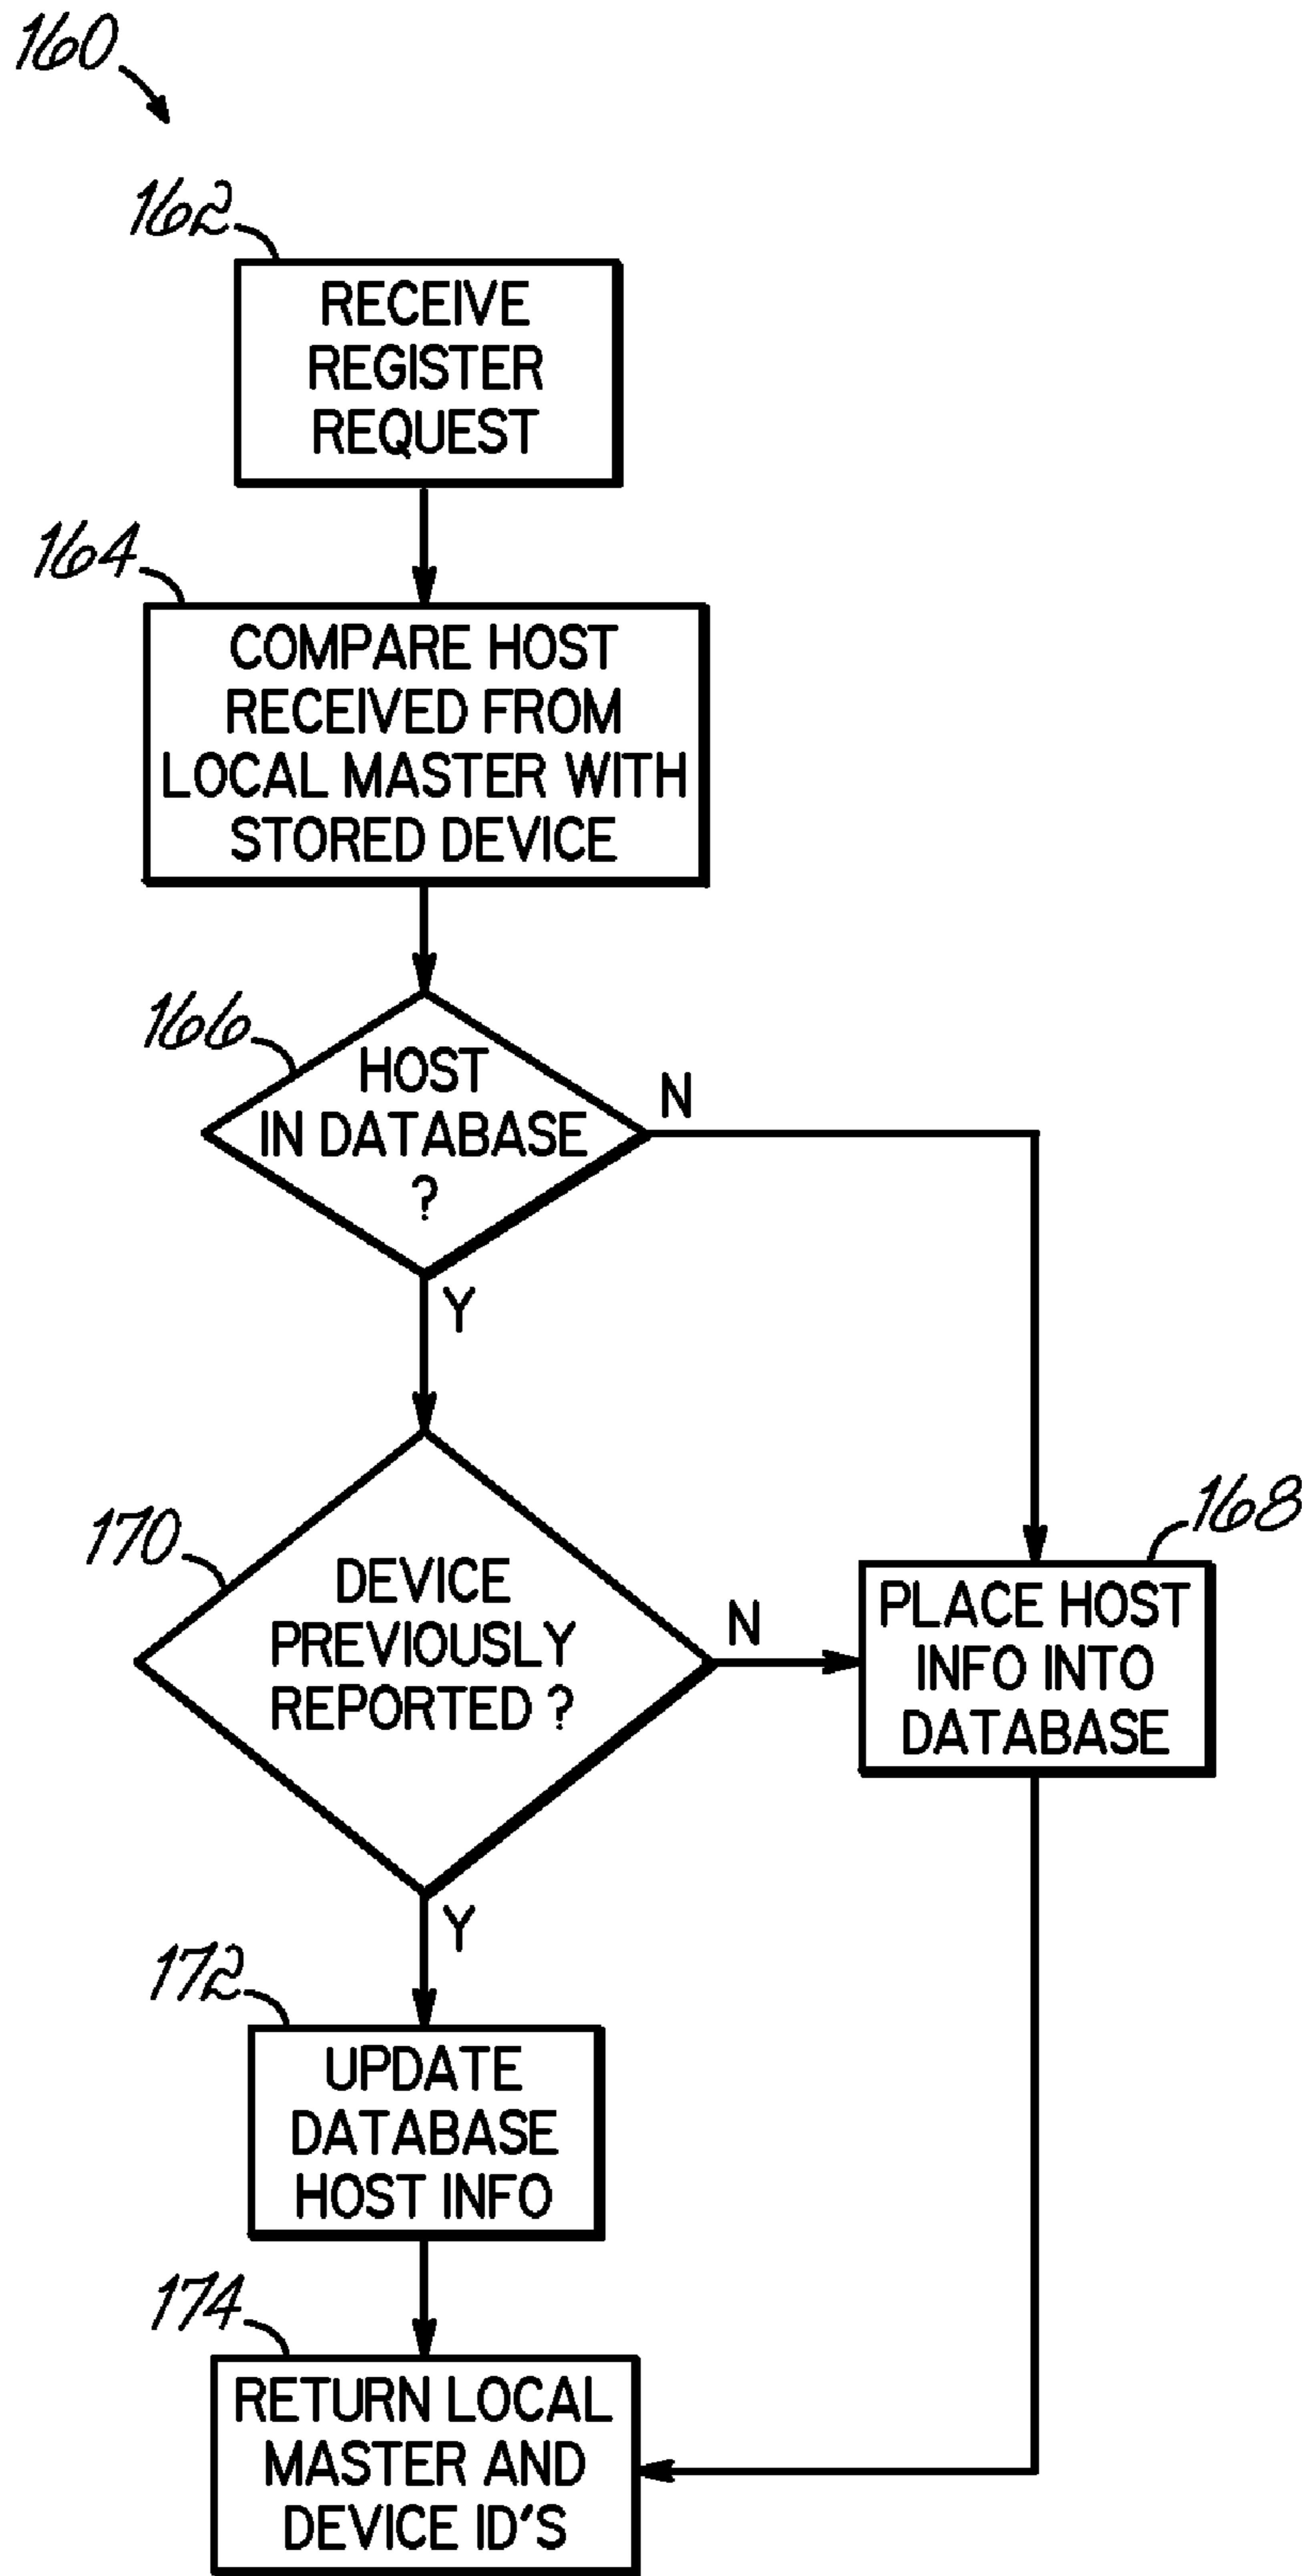 160
162
RECEIVE
REGISTER
REQUEST
164
COMPARE HOST
RECEIVED FROM
LOCAL MASTER WITH
STORED DEVICE
166
HOST
IN DATABASE
?
N
Y
170
DEVICE
PREVIOUSLY
REPORTED ?
N
Y
168
PLACE HOST
INFO INTO
DATABASE
172
UPDATE
DATABASE
HOST INFO
174
RETURN LOCAL
MASTER AND
DEVICE ID'S